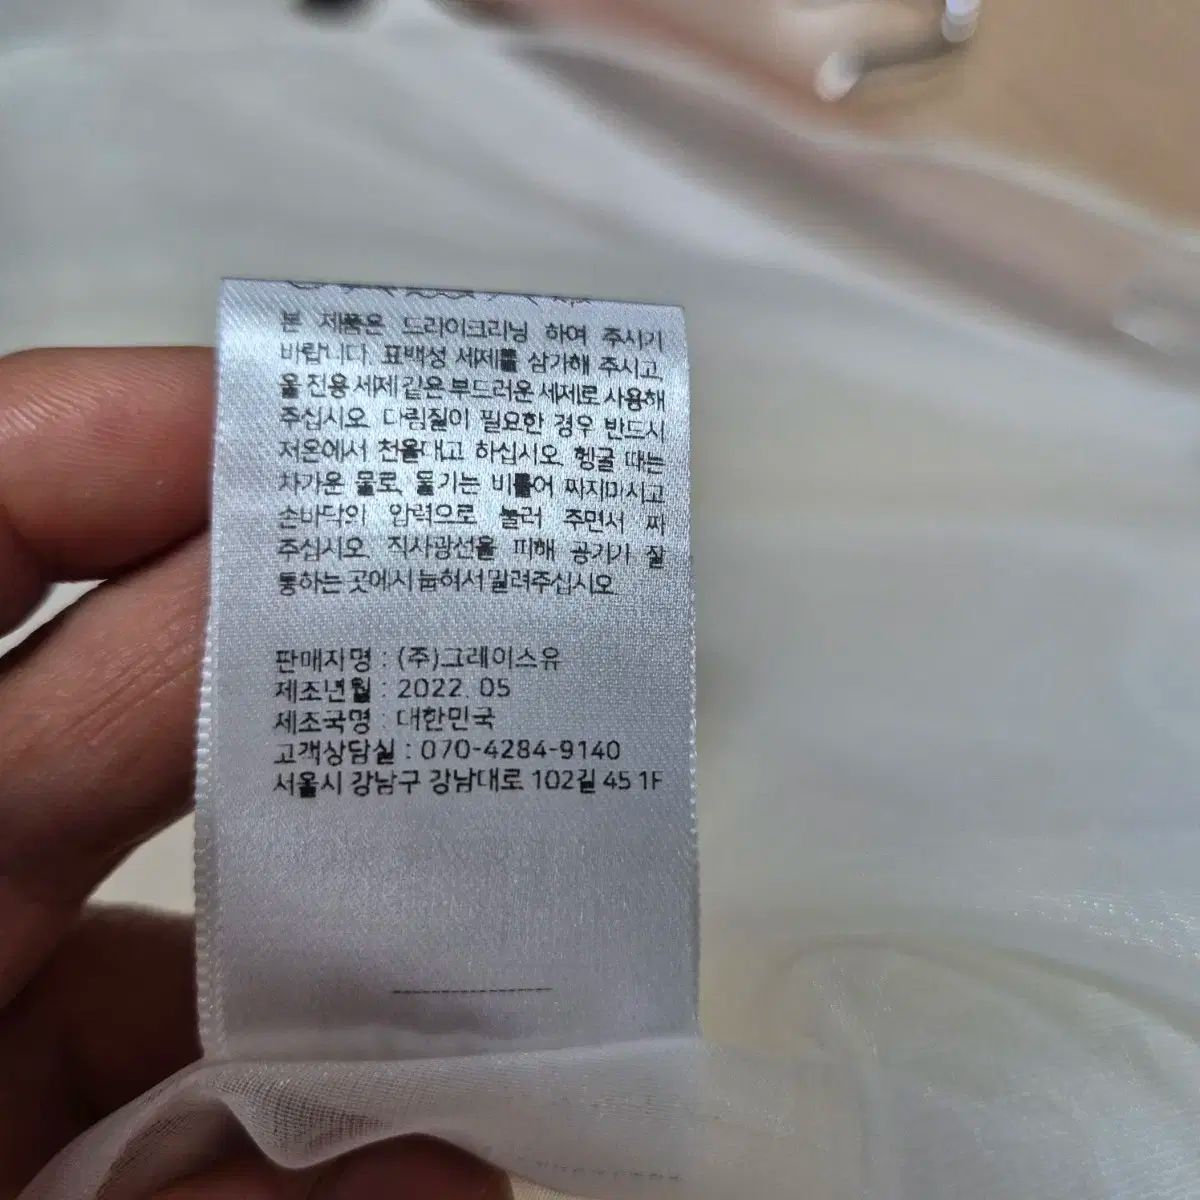 본 제품은 드라이크리닝 하여 주시기
바랍니다. 표백성 세제를 삼가해 주시고,
울 전용 세제 같은 부드러운 세제로 사용해
주십시오. 다림질이 필요한 경우 반드시
저온에서 천을대고 하십시오. 헹굴 때는
차가운 물로, 물기는 비틀어 짜지마시고
손바닥의 압력으로 눌러 주면서 짜
주십시오. 직사광선을 피해 공기가 잘
통하는 곳에서 눕혀서 말려주십시오.
판매자명 : (주)그레이스유
제조년월 : 2022. 05
제조국명 : 대한민국
고객상담실 : 070-4284-9140
서울시 강남구 강남대로 102길 45 1F